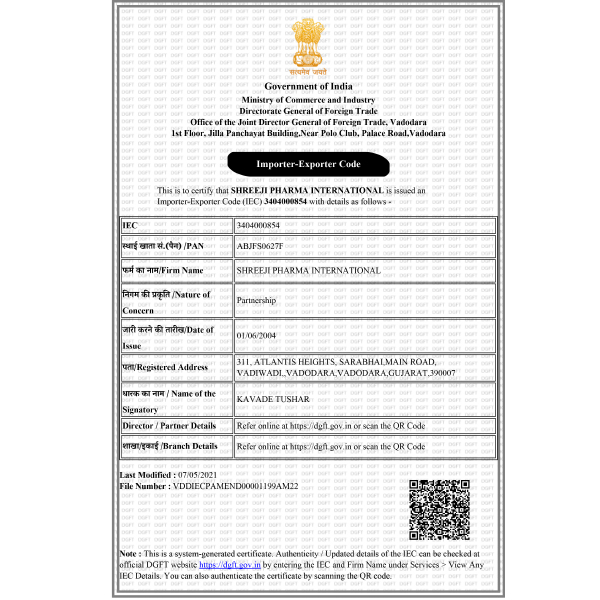 सत्यमेव जयते
Government of India
Ministry of Commerce and Industry
Directorate General of Foreign Trade
Office of the Joint Director General of Foreign Trade, Vadodara
1st Floor, Jilla Panchayat Building,Near Polo Club, Palace Road,Vadodara
Importer-Exporter Code
This is to certify that SHREEJI PHARMA INTERNATIONAL is issued an
Importer-Exporter Code (IEC) 3404000854 with details as follows -
IEC 3404000854
स्थाई खाता सं.(पैन) /PAN ABJFS0627F
फर्म का नाम/Firm Name SHREEJI PHARMA INTERNATIONAL
निगम की प्रकृति /Nature of
Concern
Partnership
जारी करने की तारीख/Date of
Issue
01/06/2004
पता/Registered Address
311, ATLANTIS HEIGHTS, SARABHAI,MAIN ROAD,
VADIWADI,,VADODARA,VADODARA,GUJARAT,390007
धारक का नाम / Name of the
Signatory
KAVADE TUSHAR
Director / Partner Details Refer online at https://dgft.gov.in or scan the QR Code
शाखा/इकाई /Branch Details Refer online at https://dgft.gov.in or scan the QR Code
Last Modified : 07/05/2021
File Number : VDDIECPAMEND00001199AM22
Note : This is a system-generated certificate. Authenticity / Updated details of the IEC can be checked at
official DGFT website https://dgft.gov.in by entering the IEC and Firm Name under Services > View Any
IEC Details. You can also authenticate the certificate by scanning the QR code.